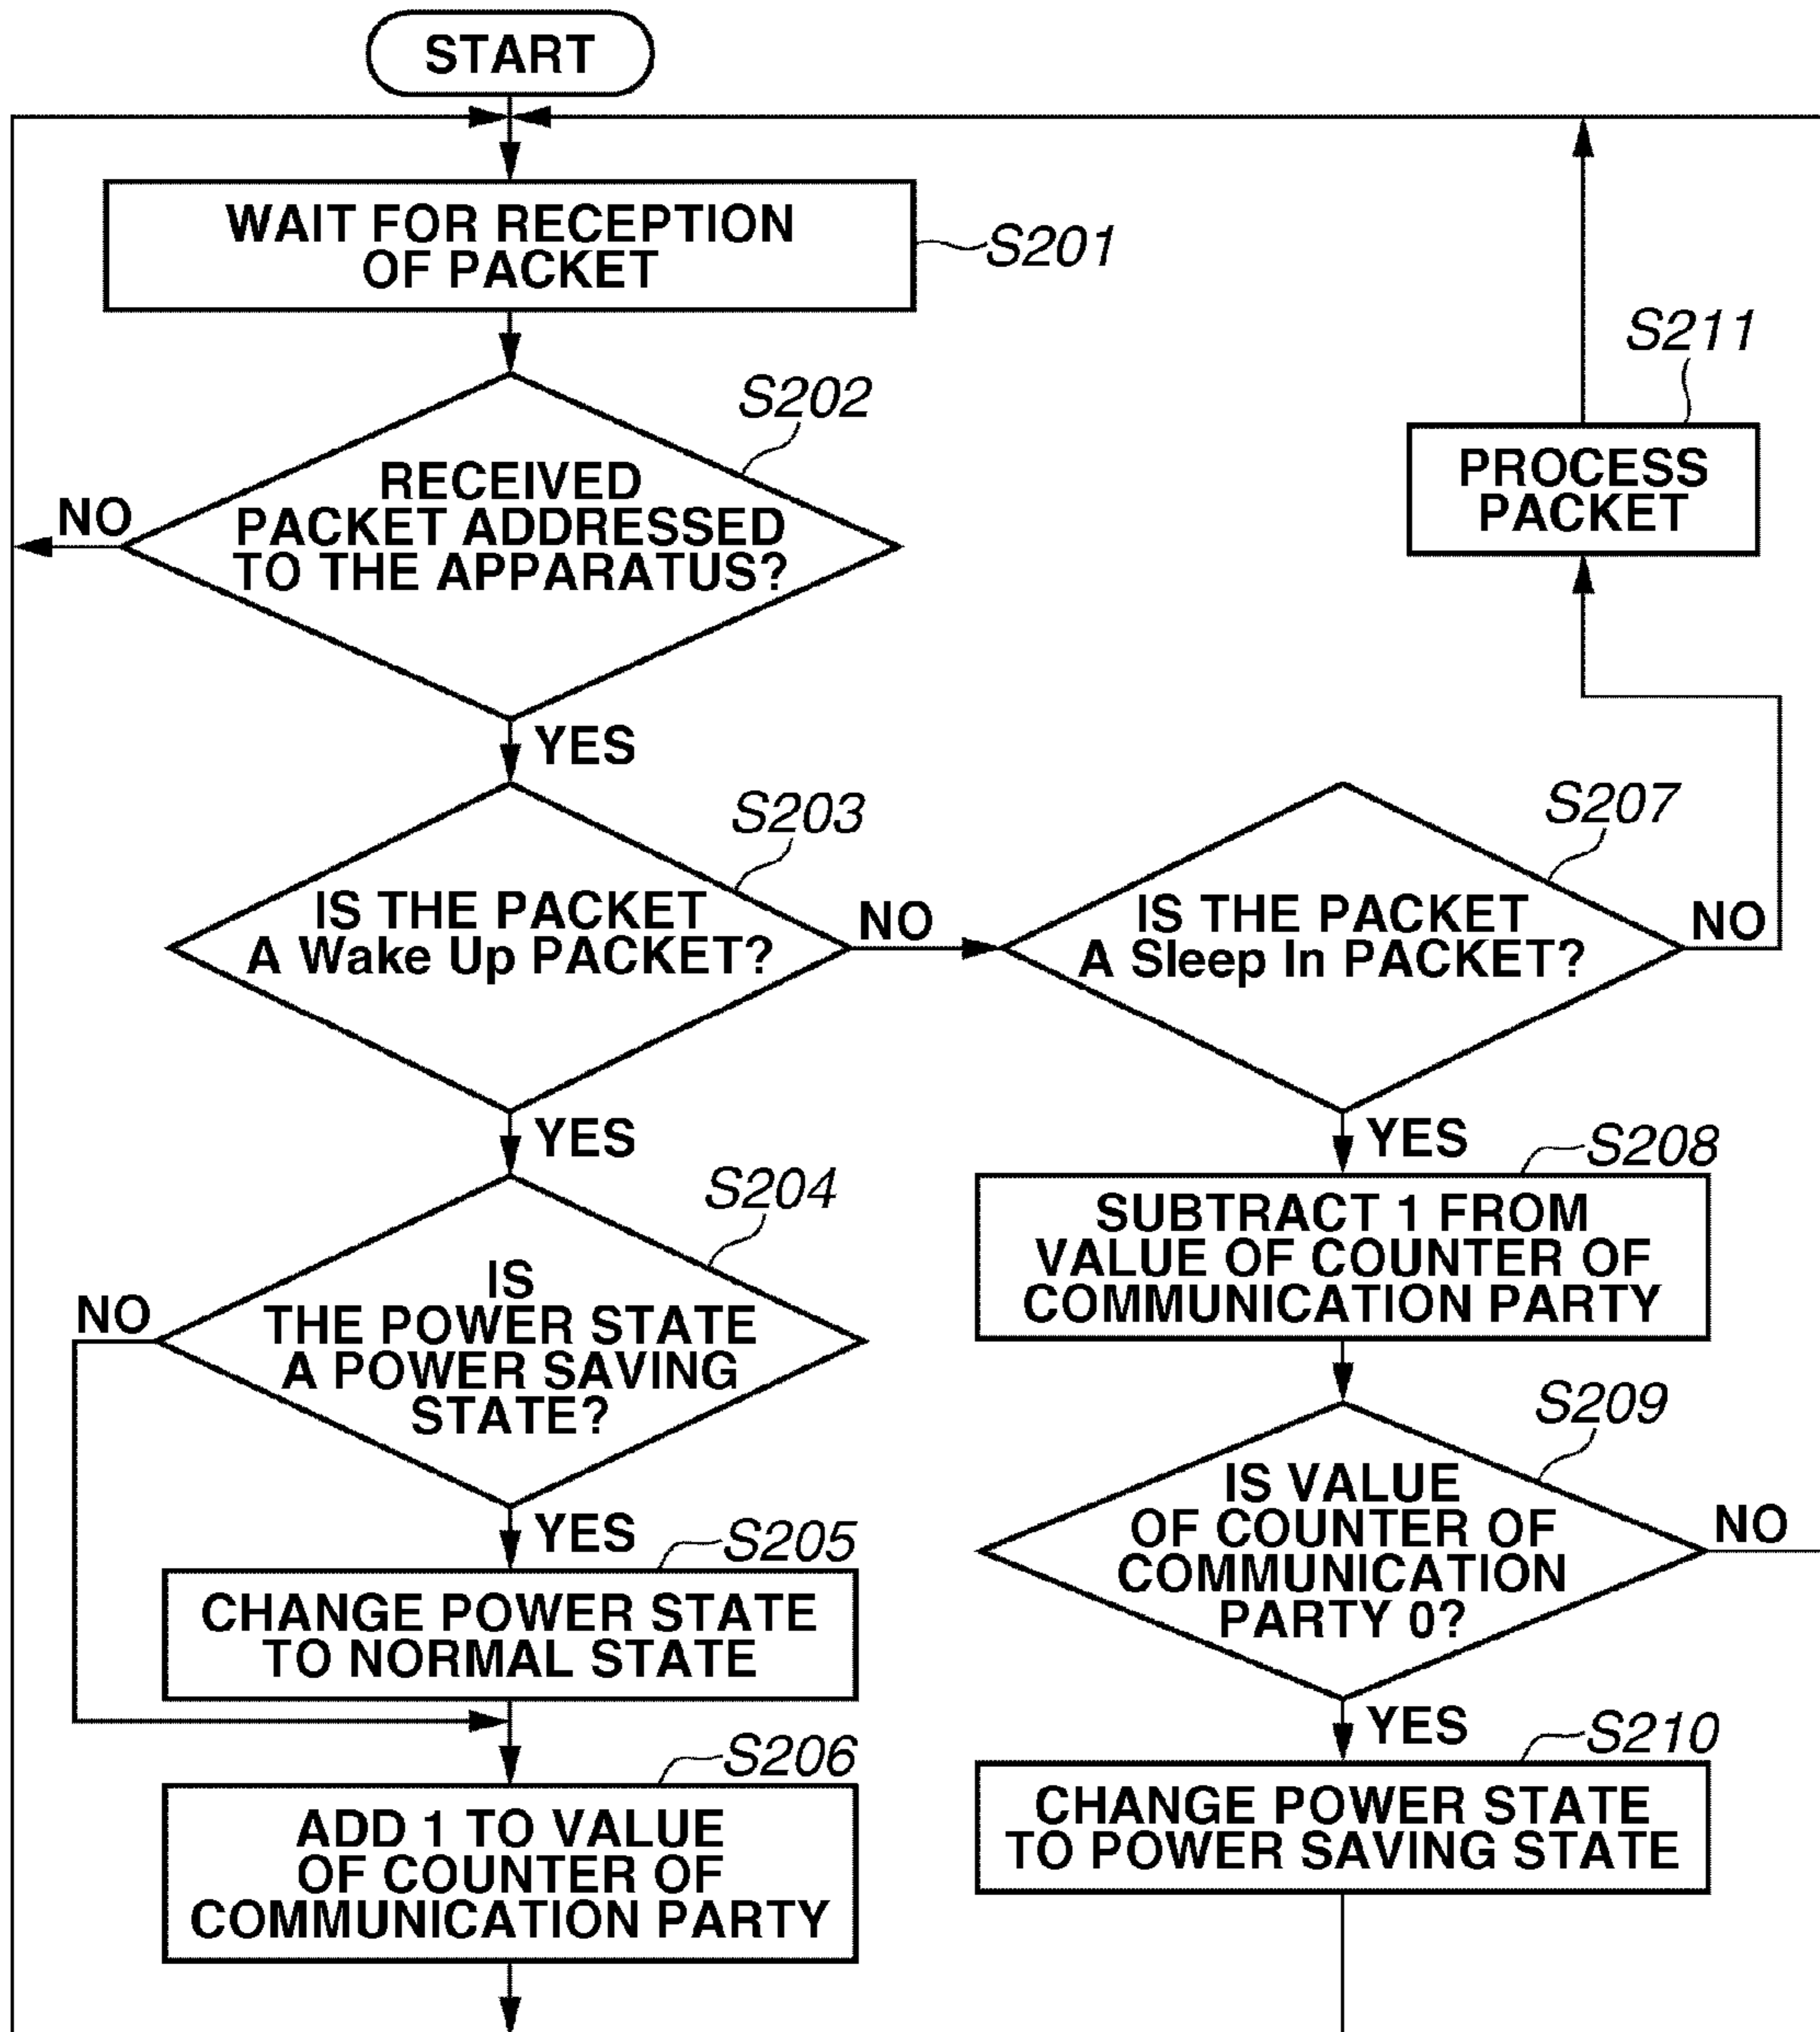 START
WAIT FOR RECEPTION
OF PACKET
S201
S202
RECEIVED
PACKET ADDRESSED
TO THE APPARATUS?
NO
YES
S211
PROCESS
PACKET
S203
IS THE PACKET
A Wake Up PACKET?
NO
YES
S207
IS THE PACKET
A Sleep In PACKET?
NO
YES
S204
IS
THE POWER STATE
A POWER SAVING
STATE?
NO
YES
S205
CHANGE POWER STATE
TO NORMAL STATE
S206
ADD 1 TO VALUE
OF COUNTER OF
COMMUNICATION PARTY
S208
SUBTRACT 1 FROM
VALUE OF COUNTER OF
COMMUNICATION PARTY
S209
IS VALUE
OF COUNTER OF
COMMUNICATION
PARTY 0?
NO
YES
S210
CHANGE POWER STATE
TO POWER SAVING STATE